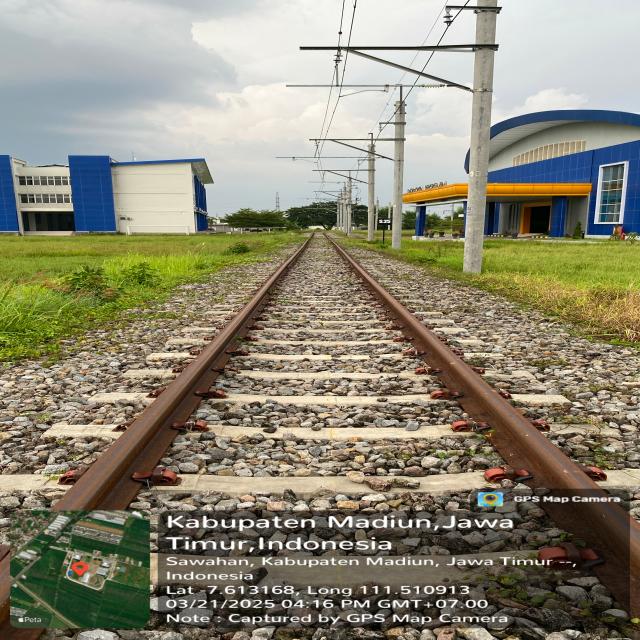 GPS Map Camera
Kabupaten Madiun,Jawa
Timur,Indonesia
Sawahan, Kabupaten Madiun, Jawa Timur --,
Indonesia
Lat -7.613168, Long 111.510913
03/21/2025 04:16 PM GMT+07:00
Note : Captured by GPS Map Camera
Peta